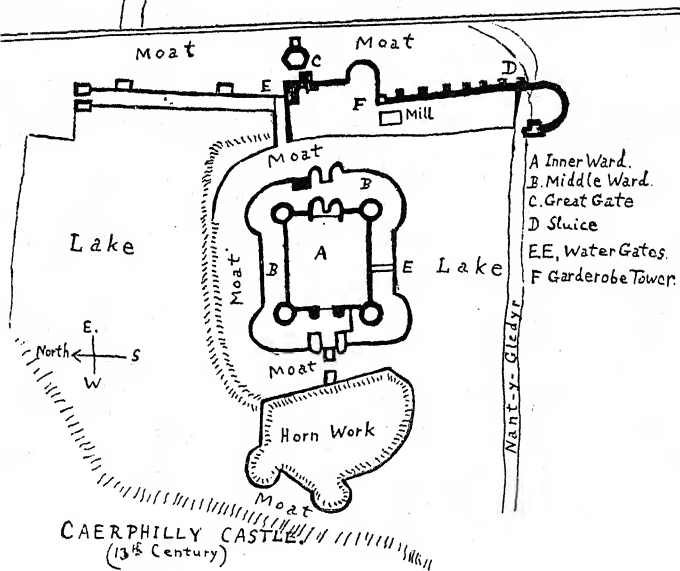 Moat
Moat
C
E
D
F
Mill
Moat
B
A Inner Ward.
B. Middle Ward.
C. Great Gate
D Sluice
E.E, Water Gates.
F Garderobe Tower.
Lake
A
Moat
B
E
Lake
E.
North
S
W
Nant-y-Gledyr
Moat
Horn Work
Moat
CAERPHILLY CASTLE.
(13th Century)